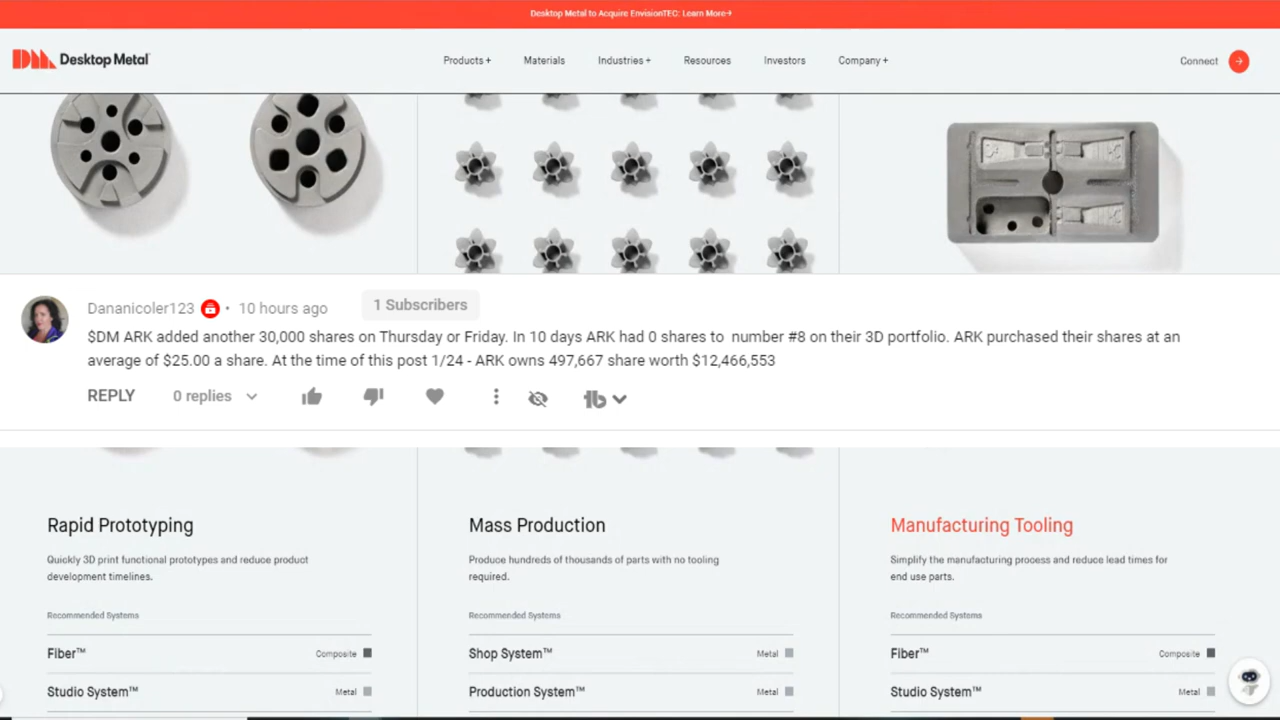 Desktop Metal to Acquire EnvisionTEC: Learn More→
DM Desktop Metal
Products + Materials Industries + Resources Investors Company + Connect →
Dananicoler123 • 10 hours ago 1 Subscribers
$DM ARK added another 30,000 shares on Thursday or Friday. In 10 days ARK had 0 shares to number #8 on their 3D portfolio. ARK purchased their shares at an
average of $25.00 a share. At the time of this post 1/24 - ARK owns 497,667 share worth $12,466,553
REPLY 0 replies
Rapid Prototyping
Quickly 3D print functional prototypes and reduce product
development timelines.
Recommended Systems
Fiber™ Composite
Studio System™ Metal
Mass Production
Produce hundreds of thousands of parts with no tooling
required.
Recommended Systems
Shop System™ Metal
Production System™ Metal
Manufacturing Tooling
Simplify the manufacturing process and reduce lead times for
end use parts.
Recommended Systems
Fiber™ Composite
Studio System™ Metal